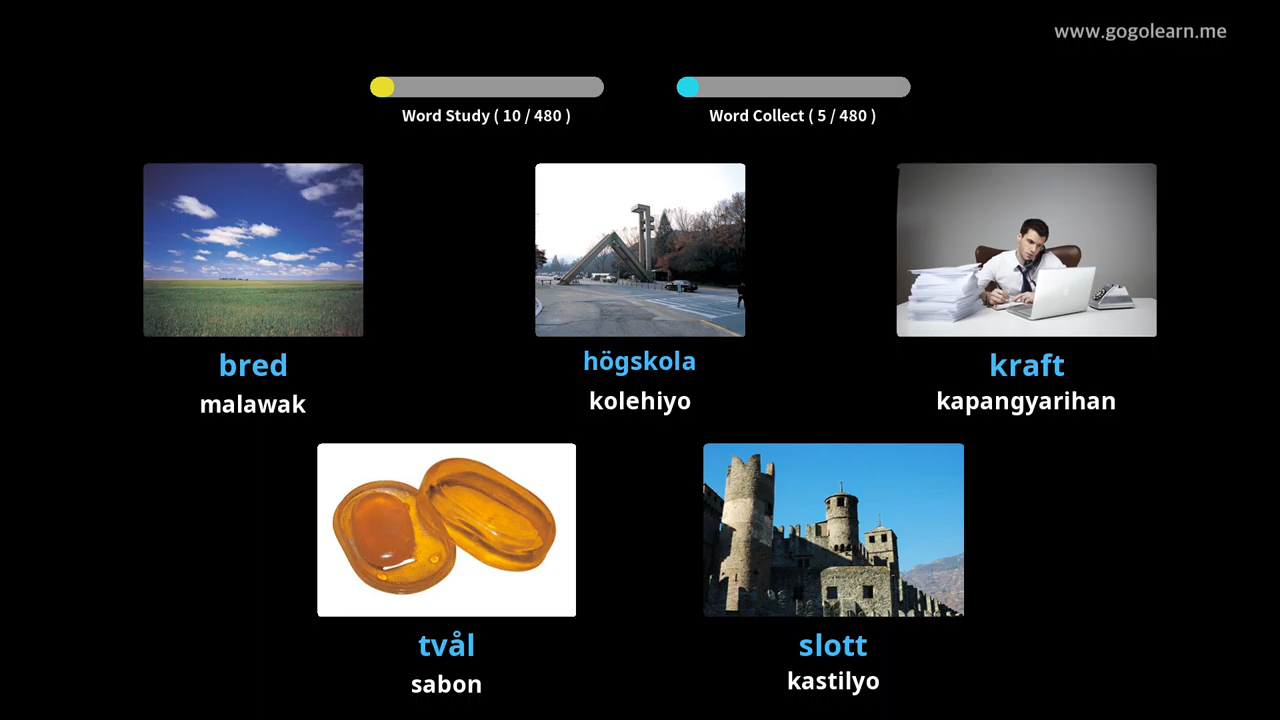 www.gogolearn.me
Word Study ( 10 / 480 )
Word Collect ( 5 / 480 )
bred
malawak
högskola
kolehiyo
kraft
kapangyarihan
tvål
sabon
slott
kastilyo